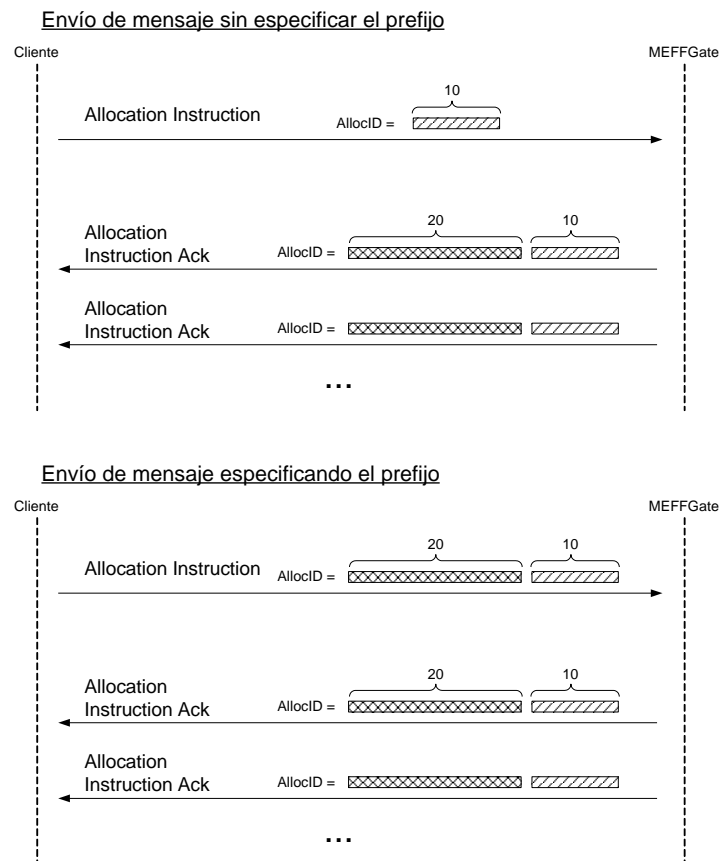 Envío de mensaje sin especificar el prefijo
Cliente
MEFFGate
10
Allocation Instruction
AllocID =
20
10
Allocation
Instruction Ack
AllocID =
Allocation
Instruction Ack
AllocID =
...
Envío de mensaje especificando el prefijo
Cliente
MEFFGate
20
10
Allocation Instruction
AllocID =
20
10
Allocation
Instruction Ack
AllocID =
Allocation
Instruction Ack
AllocID =
...